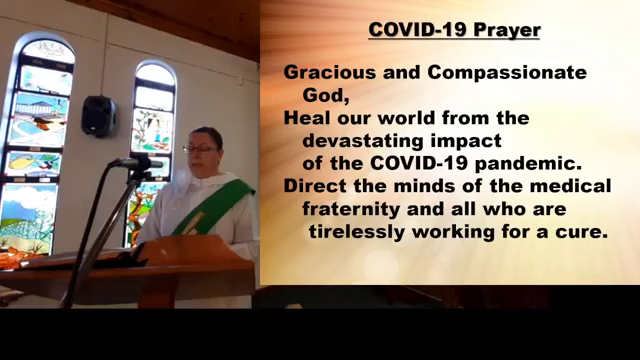 COVID-19 Prayer
Gracious and Compassionate
God,
Heal our world from the
devastating impact
of the COVID-19 pandemic.
Direct the minds of the medical
fraternity and all who are
tirelessly working for a cure.